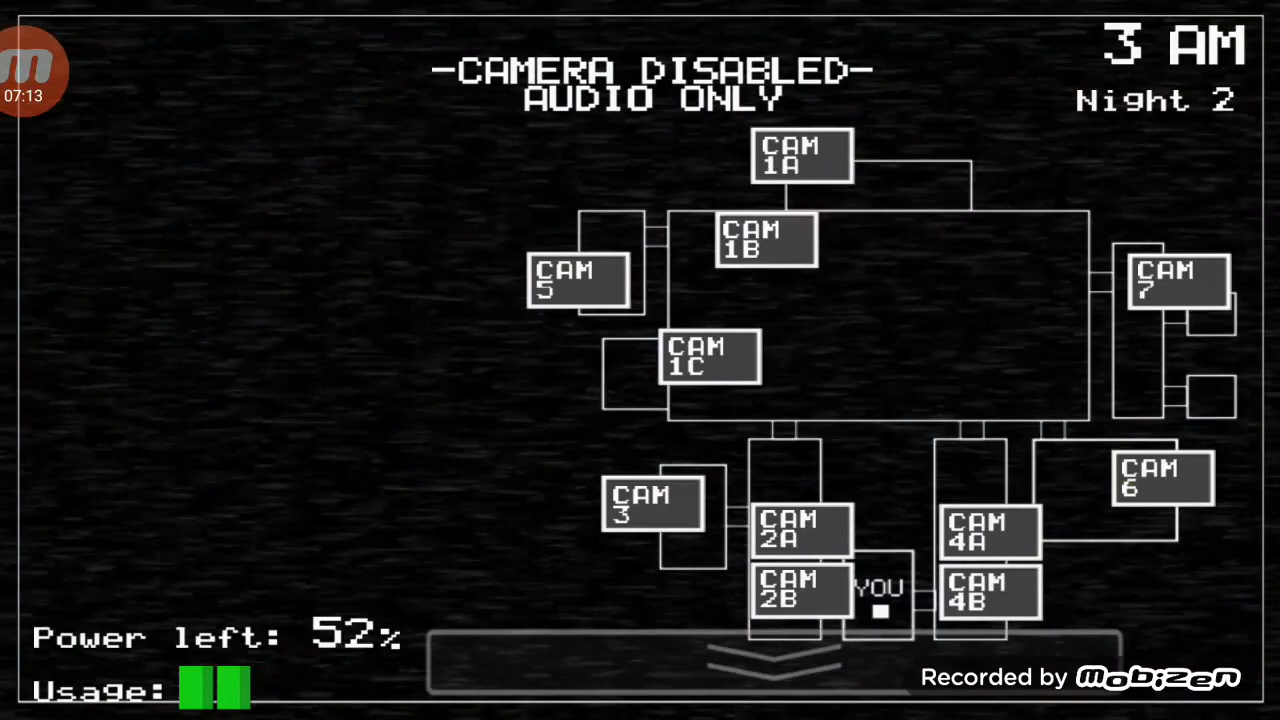 3 AM
-CAMERA DISABLED-
AUDIO ONLY
Night 2
07:13
CAM
1A
CAM
1B
CAM
5
CAM
7
CAM
1C
CAM
3
CAM
6
CAM
2A
CAM
4A
CAM
2B
YOU
CAM
4B
Power left: 52%
Usage:
Recorded by mobizen